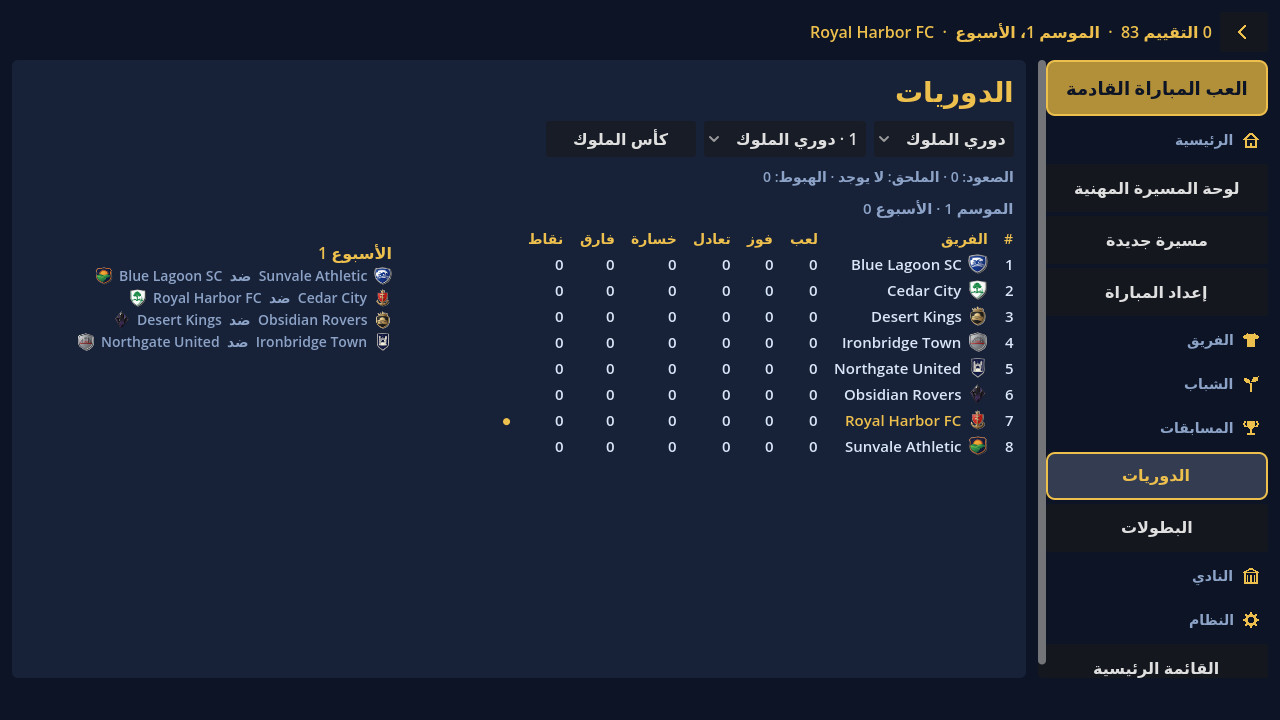 Royal Harbor FC · الموسم 1، الأسبوع · 83 التقييم 0
العب المباراة القادمة
الرئيسية
لوحة المسيرة المهنية
مسيرة جديدة
إعداد المباراة
الفريق
الشباب
المسابقات
الدوريات
البطولات
النادي
النظام
القائمة الرئيسية
الدوريات
دوري الملوك
1 · دوري الملوك
كأس الملوك
الصعود: 0 · الملحق: لا يوجد · الهبوط: 0
الموسم 1 · الأسبوع 0
# الفريق لعب فوز تعادل خسارة فارق نقاط
1 Blue Lagoon SC 0 0 0 0 0 0
2 Cedar City 0 0 0 0 0 0
3 Desert Kings 0 0 0 0 0 0
4 Ironbridge Town 0 0 0 0 0 0
5 Northgate United 0 0 0 0 0 0
6 Obsidian Rovers 0 0 0 0 0 0
7 Royal Harbor FC 0 0 0 0 0 0 ●
8 Sunvale Athletic 0 0 0 0 0 0
الأسبوع 1
Blue Lagoon SC ضد Sunvale Athletic
Royal Harbor FC ضد Cedar City
Desert Kings ضد Obsidian Rovers
Northgate United ضد Ironbridge Town